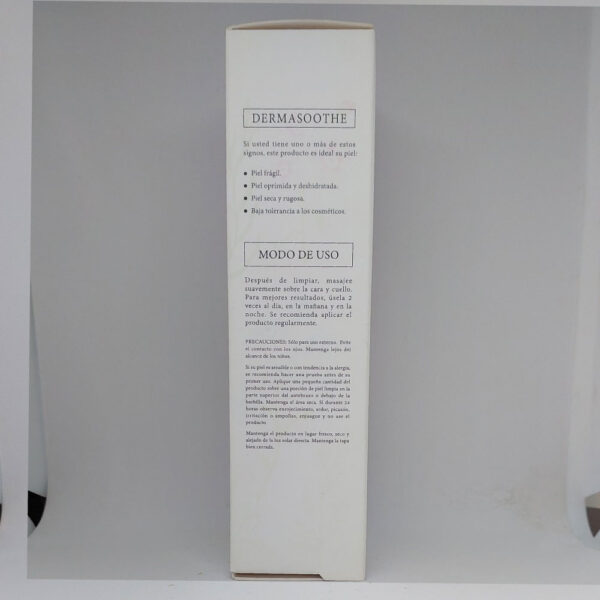 DERMASOOTHE
Si usted tiene uno o más de estos
signos, este producto es ideal su piel:
● Piel frágil.
● Piel oprimida y deshidratada.
● Piel seca y rugosa.
● Baja tolerancia a los cosméticos.
MODO DE USO
Después de limpiar, masajee
suavemente sobre la cara y cuello.
Para mejores resultados, úsela 2
veces al día, en la mañana y en la
noche. Se recomienda aplicar el
producto regularmente.
PRECAUCIONES: Sólo para uso externo. Evite
el contacto con los ojos. Mantenga lejos del
alcance de los niños.
Si su piel es sensible o con tendencia a la alergia,
se recomienda hacer una prueba antes de su
primer uso. Aplique una pequeña cantidad del
producto sobre una porción de piel limpia en la
parte superior del antebrazo o debajo de la
barbilla. Mantenga el área seca. Si durante 24
horas observa enrojecimiento, ardor, picazón,
irritación o ampollas, enjuague y no use el
producto
Mantenga el producto en lugar fresco, seco y
alejado de la luz solar directa. Mantenga la tapa
bien cerrada.